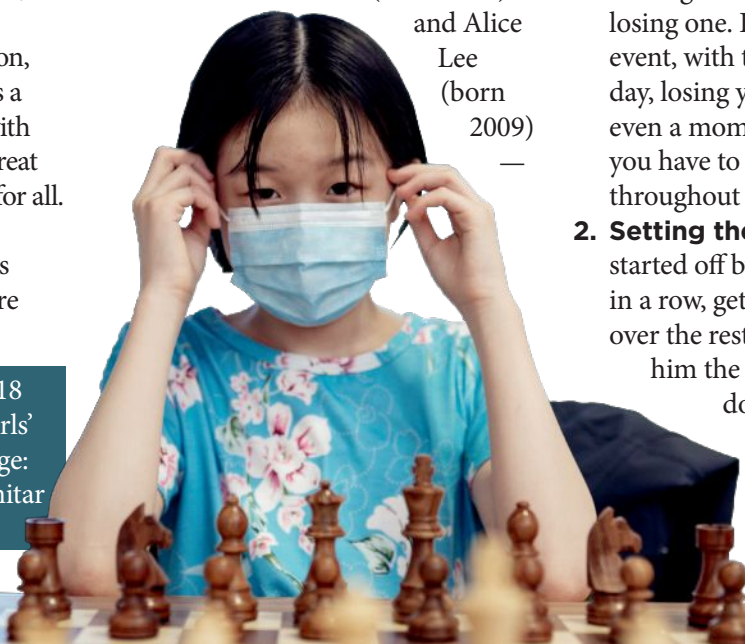 on,
s a
ith
reat
for all.
s
re
18
rls'
ge:
nitar
and Alice
Lee
(born
2009)
—
losing one. I
event, with t
day, losing y
even a mom
you have to
throughout
2. Setting the
started off b
in a row, get
over the rest
him the
do